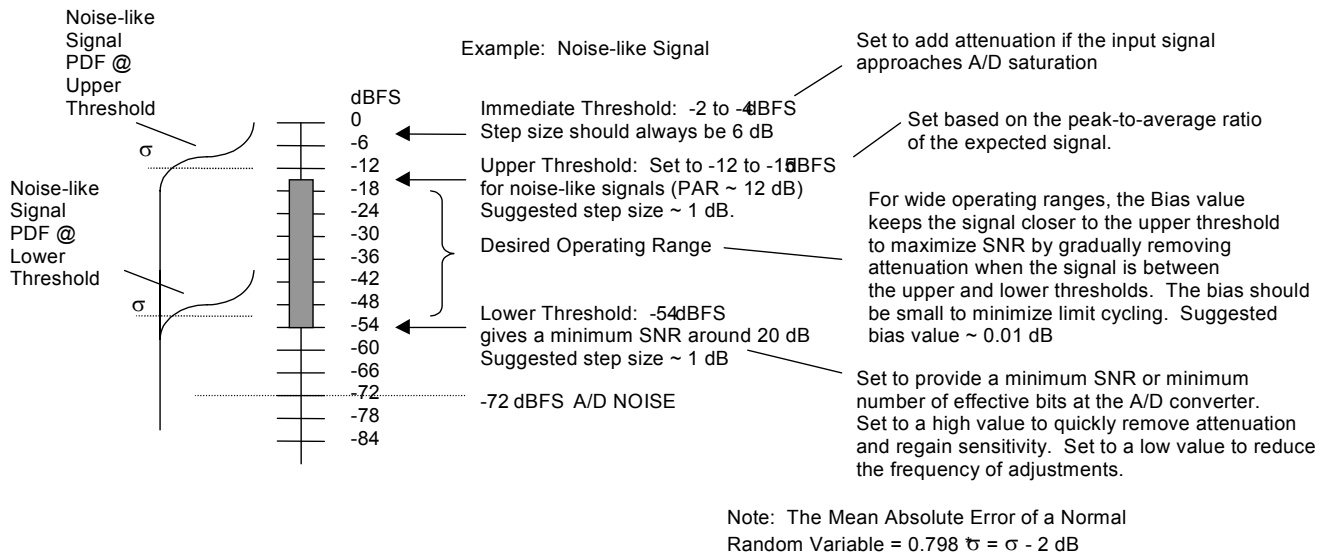 Noise-like
Signal
PDF @
Upper
Threshold
σ
Noise-like
Signal
PDF @
Lower
Threshold
σ
Example: Noise-like Signal
dBFS
0
-6
-12
-18
-24
-30
-36
-42
-48
-54
-60
-66
-72
-78
-84
Immediate Threshold: -2 to -4dBFS
Step size should always be 6 dB
Upper Threshold: Set to -12 to -15dBFS
for noise-like signals (PAR ~ 12 dB)
Suggested step size ~ 1 dB.
Desired Operating Range
Lower Threshold: -54dBFS
gives a minimum SNR around 20 dB
Suggested step size ~ 1 dB
-72 dBFS A/D NOISE
Set to add attenuation if the input signal
approaches A/D saturation
Set based on the peak-to-average ratio
of the expected signal.
For wide operating ranges, the Bias value
keeps the signal closer to the upper threshold
to maximize SNR by gradually removing
attenuation when the signal is between
the upper and lower thresholds. The bias should
be small to minimize limit cycling. Suggested
bias value ~ 0.01 dB
Set to provide a minimum SNR or minimum
number of effective bits at the A/D converter.
Set to a high value to quickly remove attenuation
and regain sensitivity. Set to a low value to reduce
the frequency of adjustments.
Note: The Mean Absolute Error of a Normal
Random Variable = 0.798 *σ = σ - 2 dB